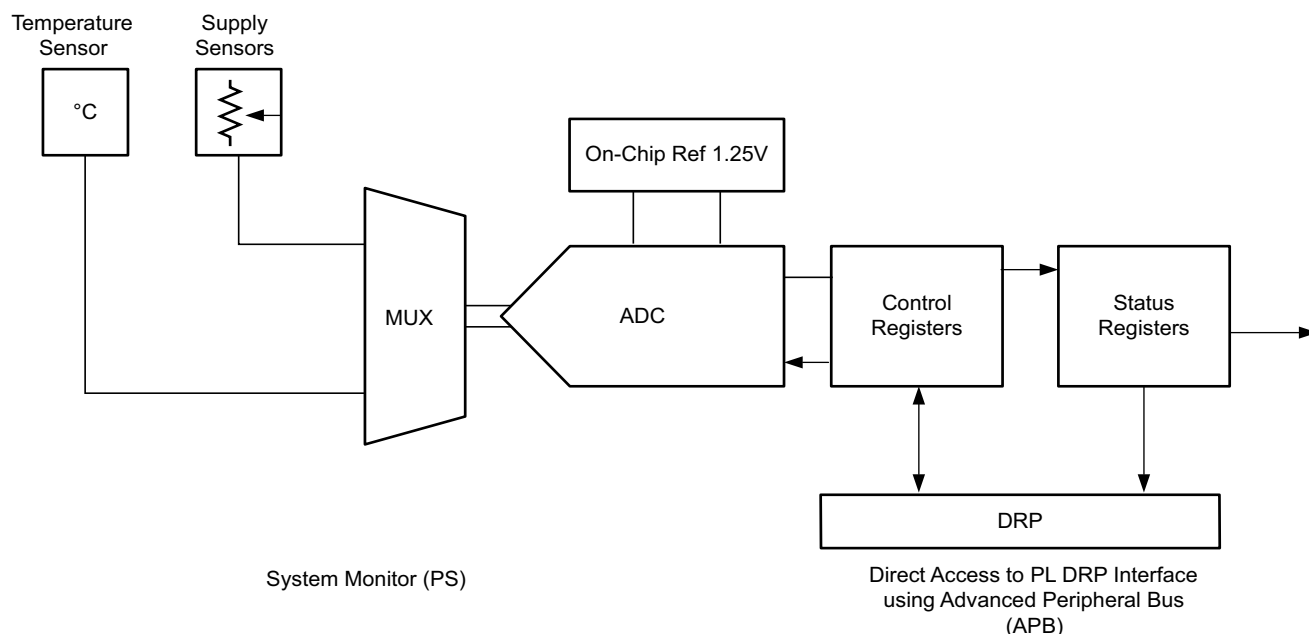 Temperature
Sensor
Supply
Sensors
°C
On-Chip Ref 1.25V
MUX
ADC
Control
Registers
Status
Registers
DRP
System Monitor (PS)
Direct Access to PL DRP Interface
using Advanced Peripheral Bus
(APB)